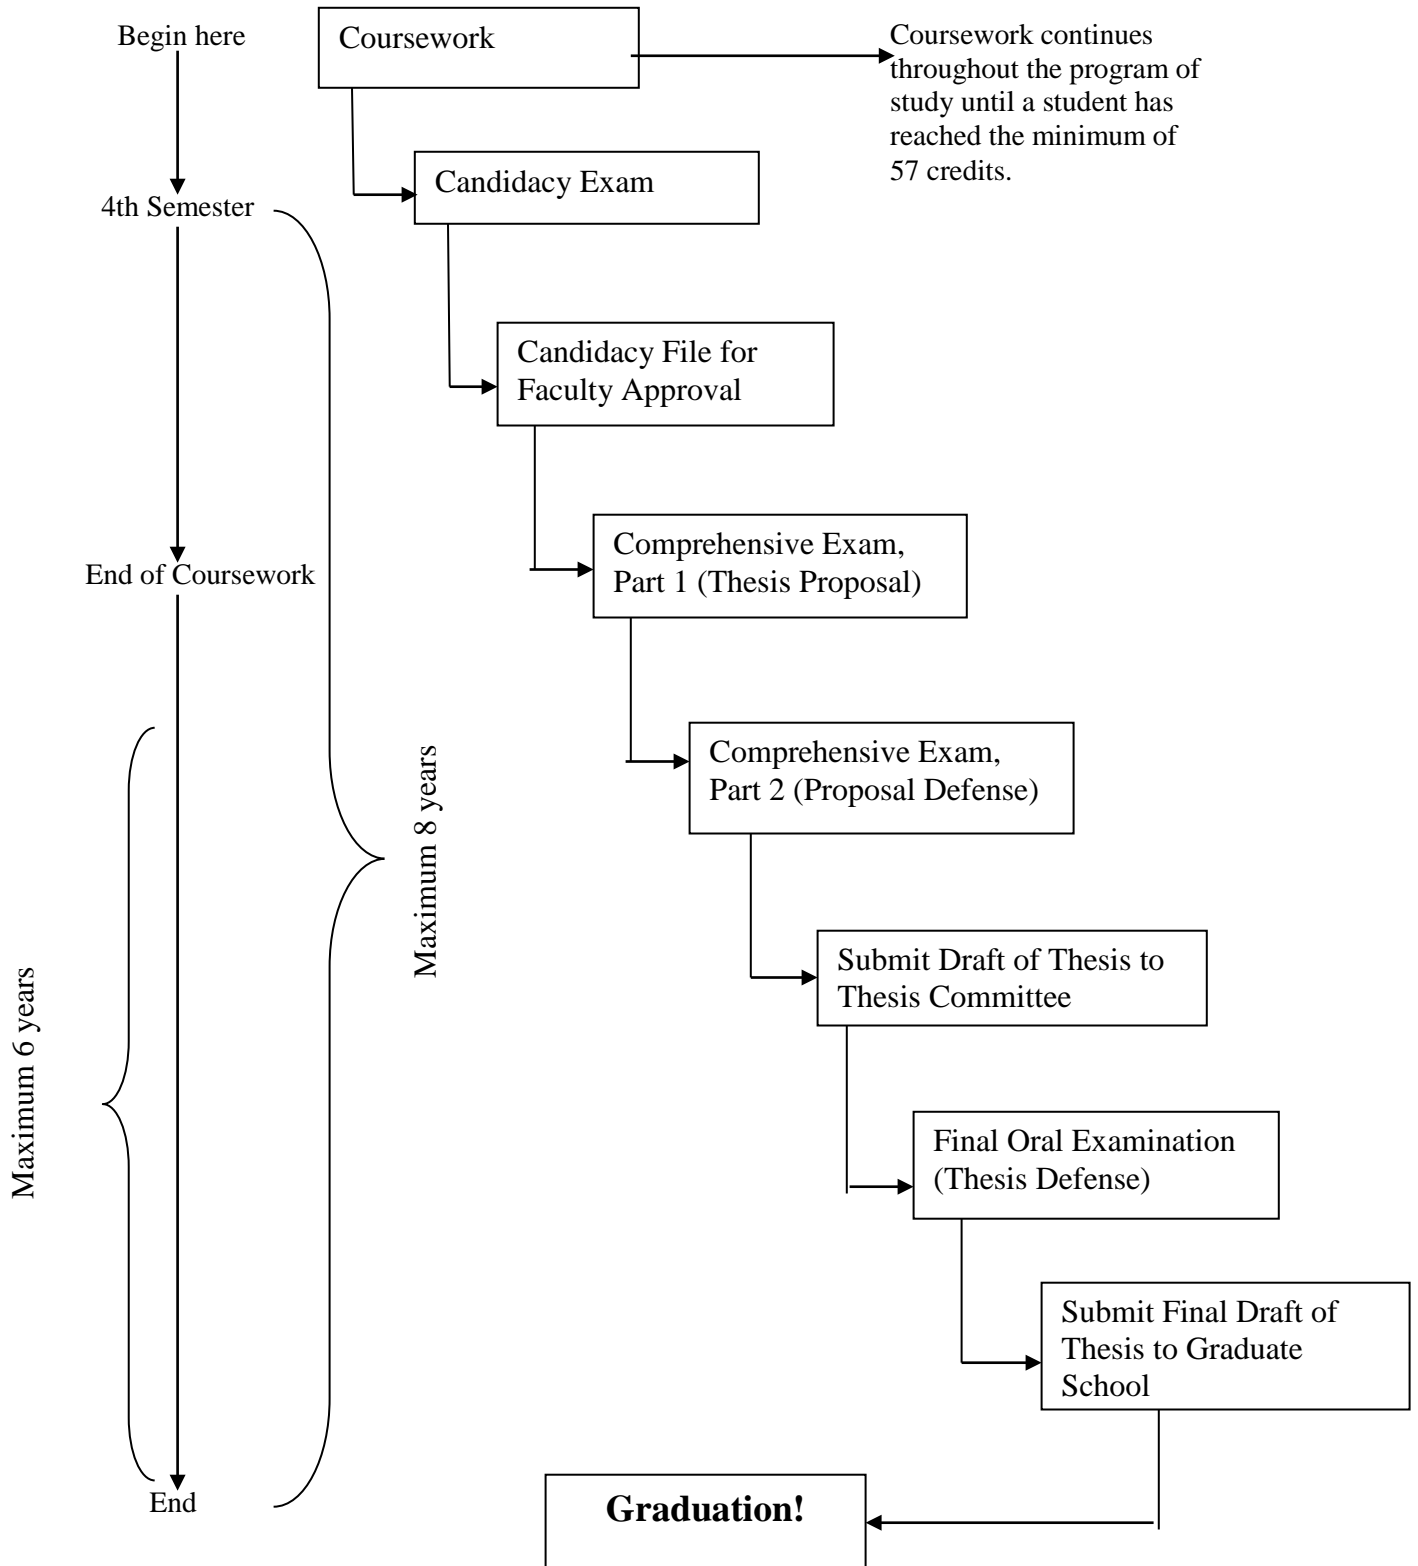 Begin here
Coursework
Coursework continues
throughout the program of
study until a student has
reached the minimum of
57 credits.
Candidacy Exam
4th Semester
Candidacy File for
Faculty Approval
Comprehensive Exam,
Part 1 (Thesis Proposal)
End of Coursework
Comprehensive Exam,
Part 2 (Proposal Defense)
Maximum 8 years
Submit Draft of Thesis to
Thesis Committee
Maximum 6 years
Final Oral Examination
(Thesis Defense)
Submit Final Draft of
Thesis to Graduate
School
End
Graduation!